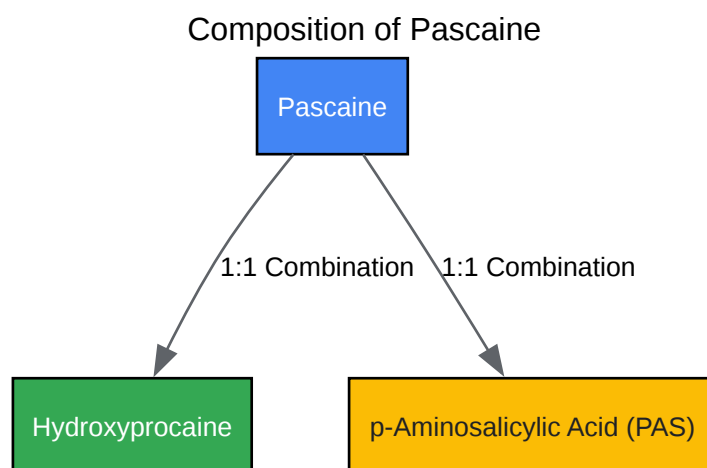 Composition of Pascaine
Pascaine
1:1 Combination
1:1 Combination
Hydroxyprocaine
p-Aminosalicylic Acid (PAS)